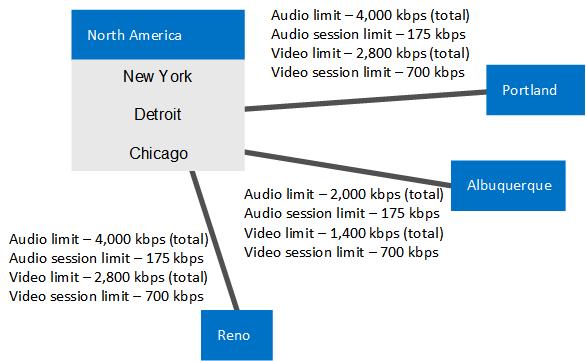 Audio limit – 4,000 kbps (total)
Audio session limit – 175 kbps
Video limit – 2,800 kbps (total)
Video session limit – 700 kbps
North America
New York
Detroit
Chicago
Portland
Albuquerque
Audio limit – 2,000 kbps (total)
Audio session limit – 175 kbps
Video limit – 1,400 kbps (total)
Video session limit – 700 kbps
Audio limit – 4,000 kbps (total)
Audio session limit – 175 kbps
Video limit – 2,800 kbps (total)
Video session limit – 700 kbps
Reno